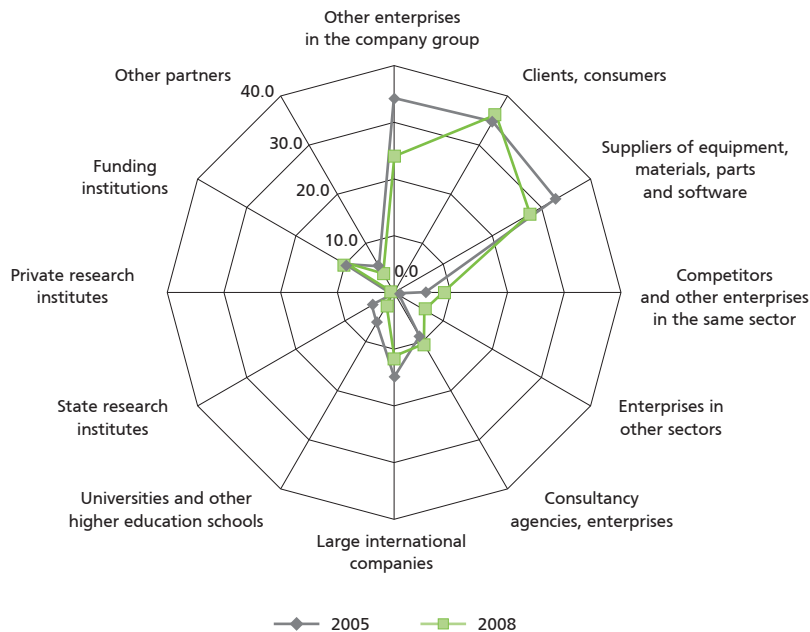 Other enterprises
in the company group
Other partners
Clients, consumers
40.0
30.0
20.0
10.0
0.0
Funding
institutions
Suppliers of equipment,
materials, parts
and software
Private research
institutes
Competitors
and other enterprises
in the same sector
State research
institutes
Enterprises in
other sectors
Universities and other
higher education schools
Consultancy
agencies, enterprises
Large international
companies
2005
2008